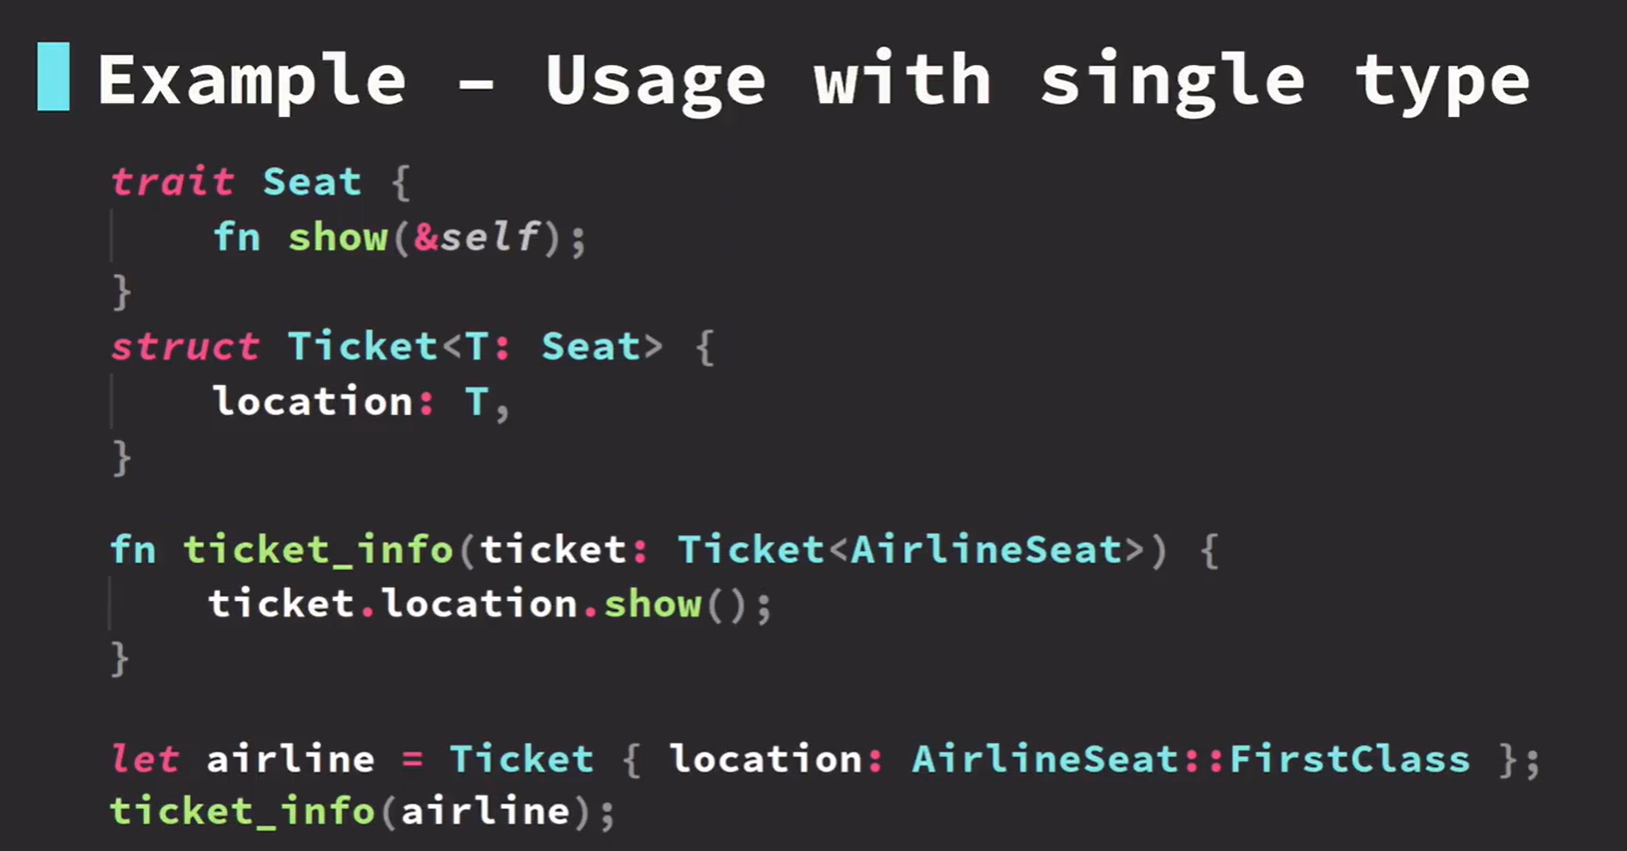 Example – Usage with single type
trait Seat {
    fn show(&self);
}
struct Ticket<T: Seat> {
    location: T,
}
fn ticket_info(ticket: Ticket<AirlineSeat>) {
    ticket.location.show();
}
let airline = Ticket { location: AirlineSeat::FirstClass };
ticket_info(airline);